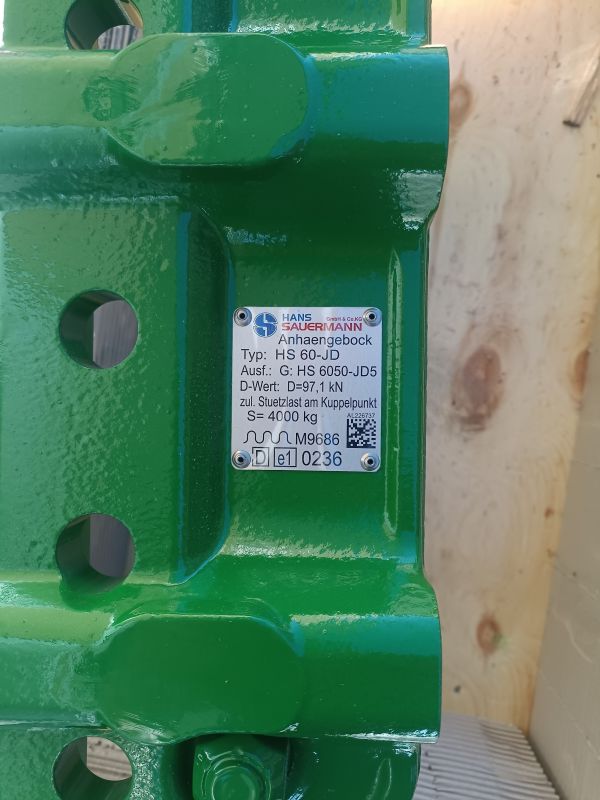 HANS GmbH & Co.KG
SAUERMANN
Anhaengebock
Typ: HS 60-JD
Ausf.: G: HS 6050-JD5
D-Wert: D=97,1 kN
zul. Stuetzlast am Kuppelpunkt
S= 4000 kg AL226737
M9686
D e1 0236